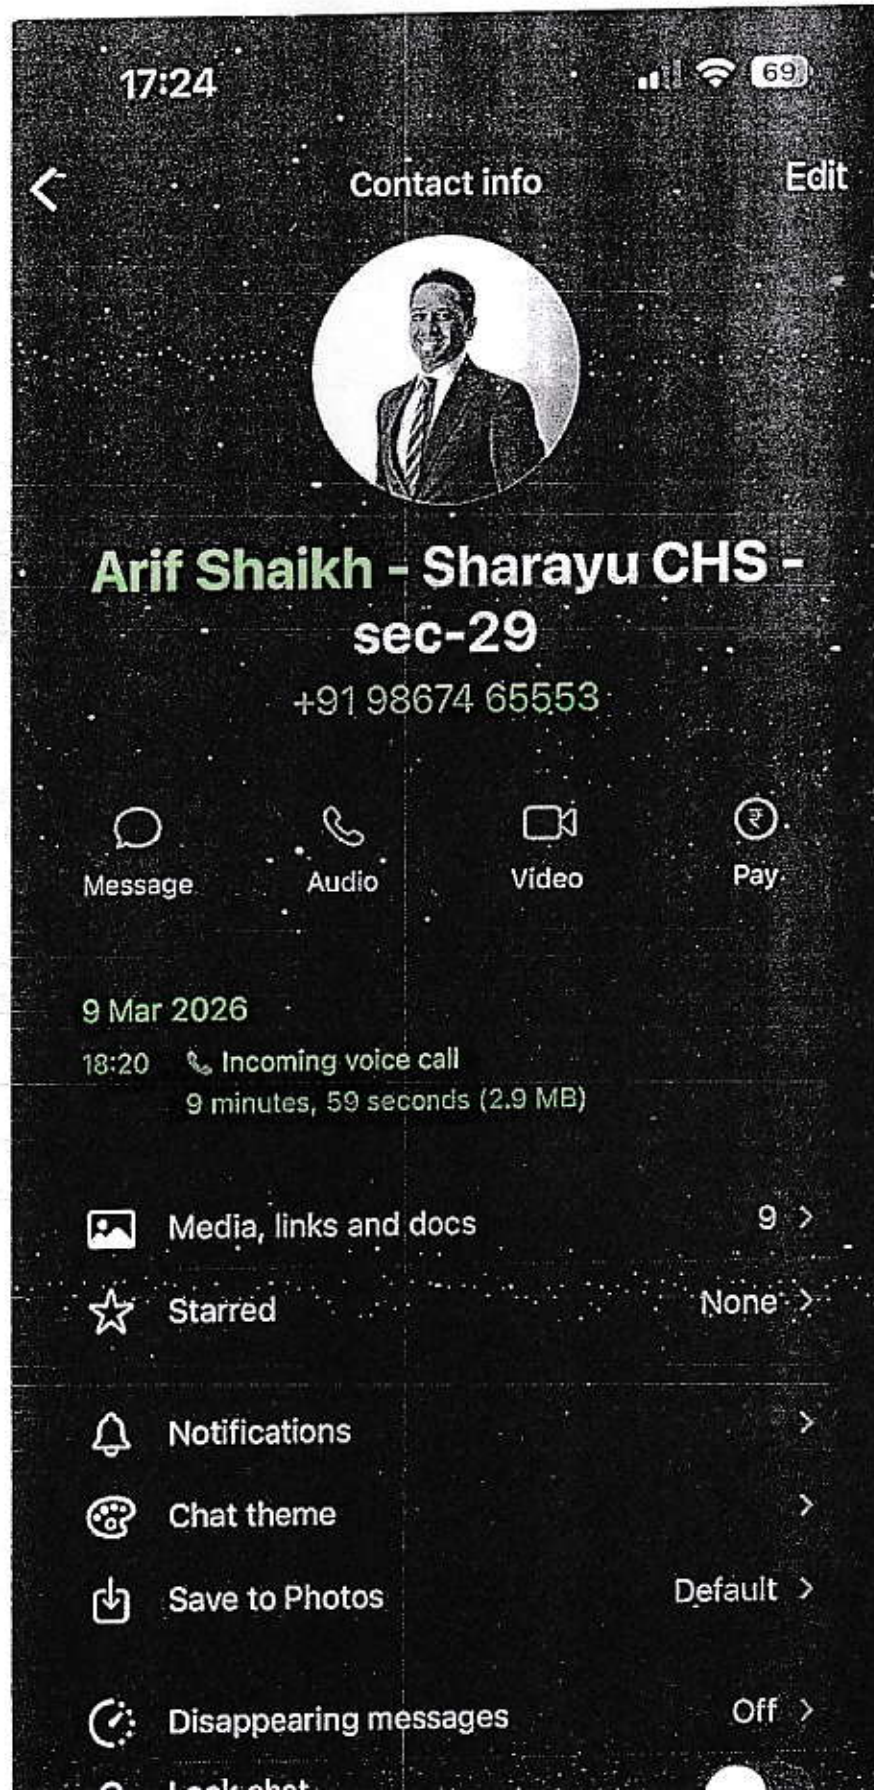 17:24
69
Contact info
Edit
Arif Shaikh - Sharayu CHS -
sec-29
+91 98674 65553
Message
Audio
Video
Pay
9 Mar 2026
18:20 Incoming voice call
9 minutes, 59 seconds (2.9 MB)
Media, links and docs 9
Starred None
Notifications
Chat theme
Save to Photos Default
Disappearing messages Off
Lock chat